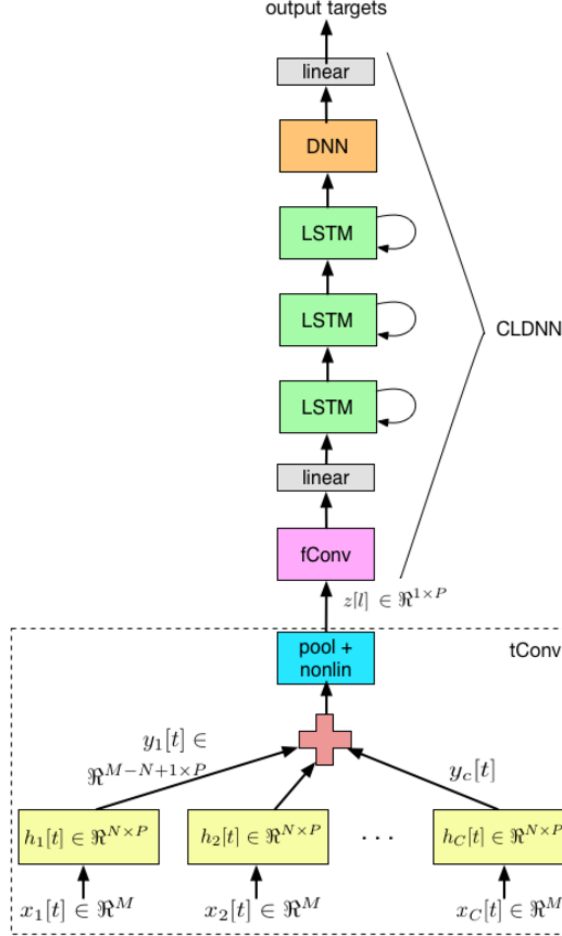 output targets
linear
DNN
LSTM
LSTM
CLDNN
LSTM
linear
fConv
z[l] ∈ ℜ^{1×P}
pool +
nonlin
tConv
y_1[t] ∈
ℜ^{M−N+1×P}
y_c[t]
h_1[t] ∈ ℜ^{N×P}
h_2[t] ∈ ℜ^{N×P}
· · ·
h_C[t] ∈ ℜ^{N×P}
x_1[t] ∈ ℜ^M
x_2[t] ∈ ℜ^M
x_C[t] ∈ ℜ^M